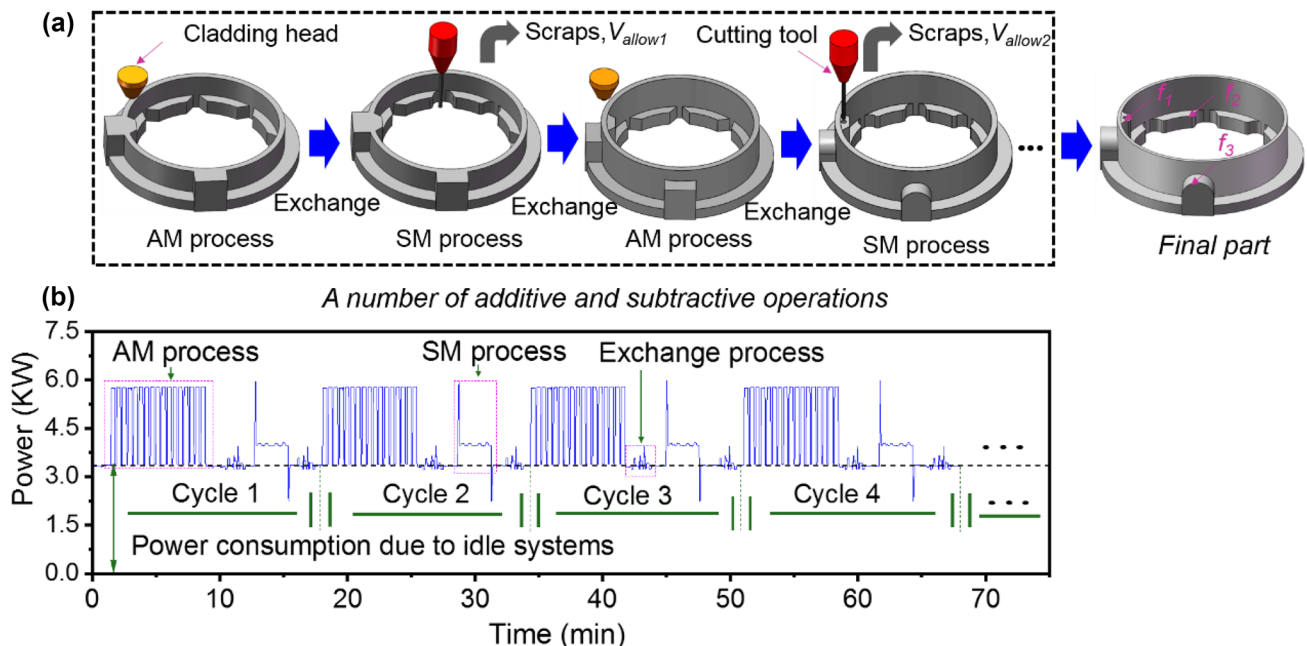 (a)
Cladding head
Scraps,Vallow1
Cutting tool
Scraps,Vallow2
f1
f2
f3
Exchange
Exchange
Exchange
AM process
SM process
AM process
SM process
Final part
(b)
A number of additive and subtractive operations
7.5
6.0
4.5
3.0
1.5
0.0
Power (KW)
AM process
SM process
Exchange process
Cycle 1
Cycle 2
Cycle 3
Cycle 4
Power consumption due to idle systems
0
10
20
30
40
50
60
70
Time (min)